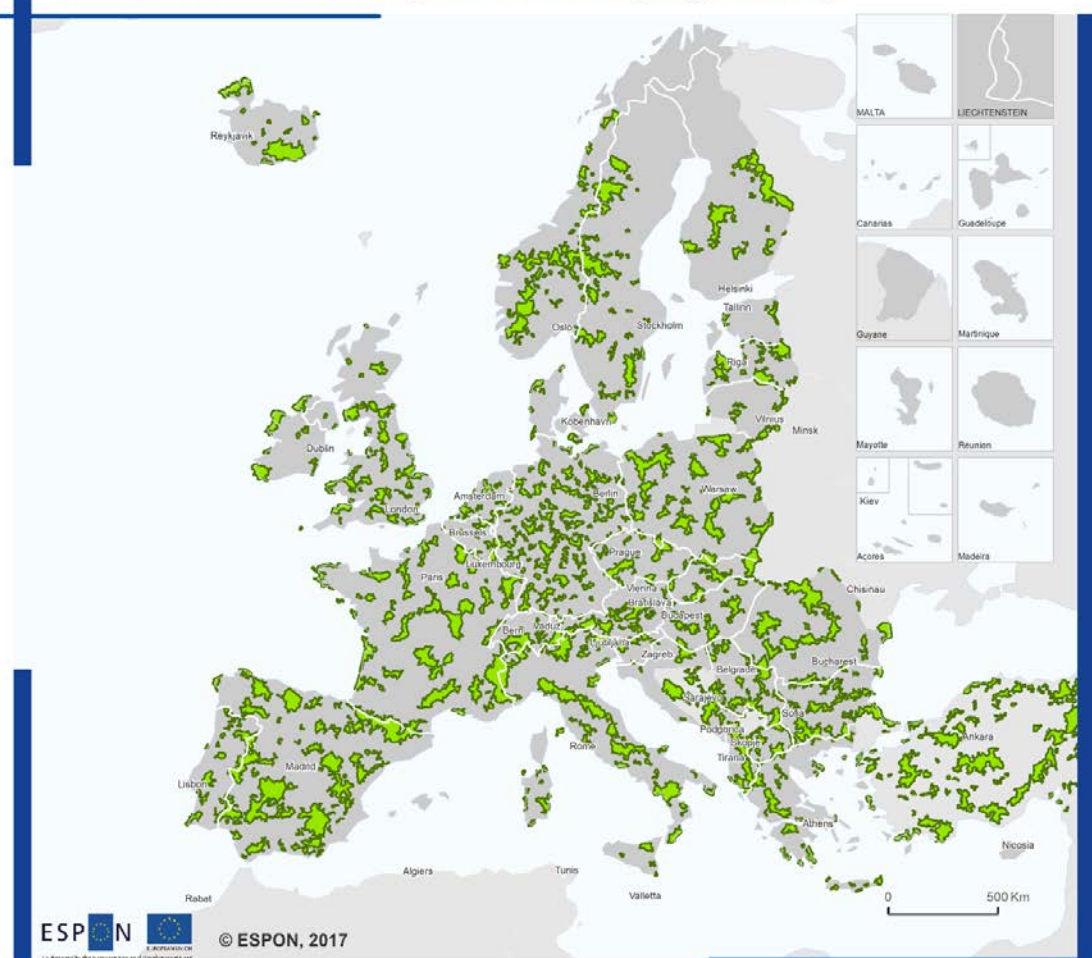 MALTA
LIECHTENSTEIN
Reykjavik
Canarias
Guadeloupe
Helsinki
Tallinn
Oslo
Stockholm
Guyane
Martinique
Riga
København
Vilnius
Minsk
Dublin
Mayotte
Réunion
Amsterdam
Berlin
Warsaw
London
Kiev
Brussels
Açores
Madeira
Prague
Luxembourg
Paris
Vienna
Chisinau
Bratislava
Budapest
Bern
Vaduz
Ljubljana
Zagreb
Bucharest
Belgrade
Sarajevo
Sofia
Podgorica
Ankara
Skopje
Rome
Madrid
Tirana
Lisbon
Athens
Nicosia
Algiers
Tunis
Valletta
Rabat
0 500 Km
ESPON
EUROPEAN UNION
© ESPON, 2017